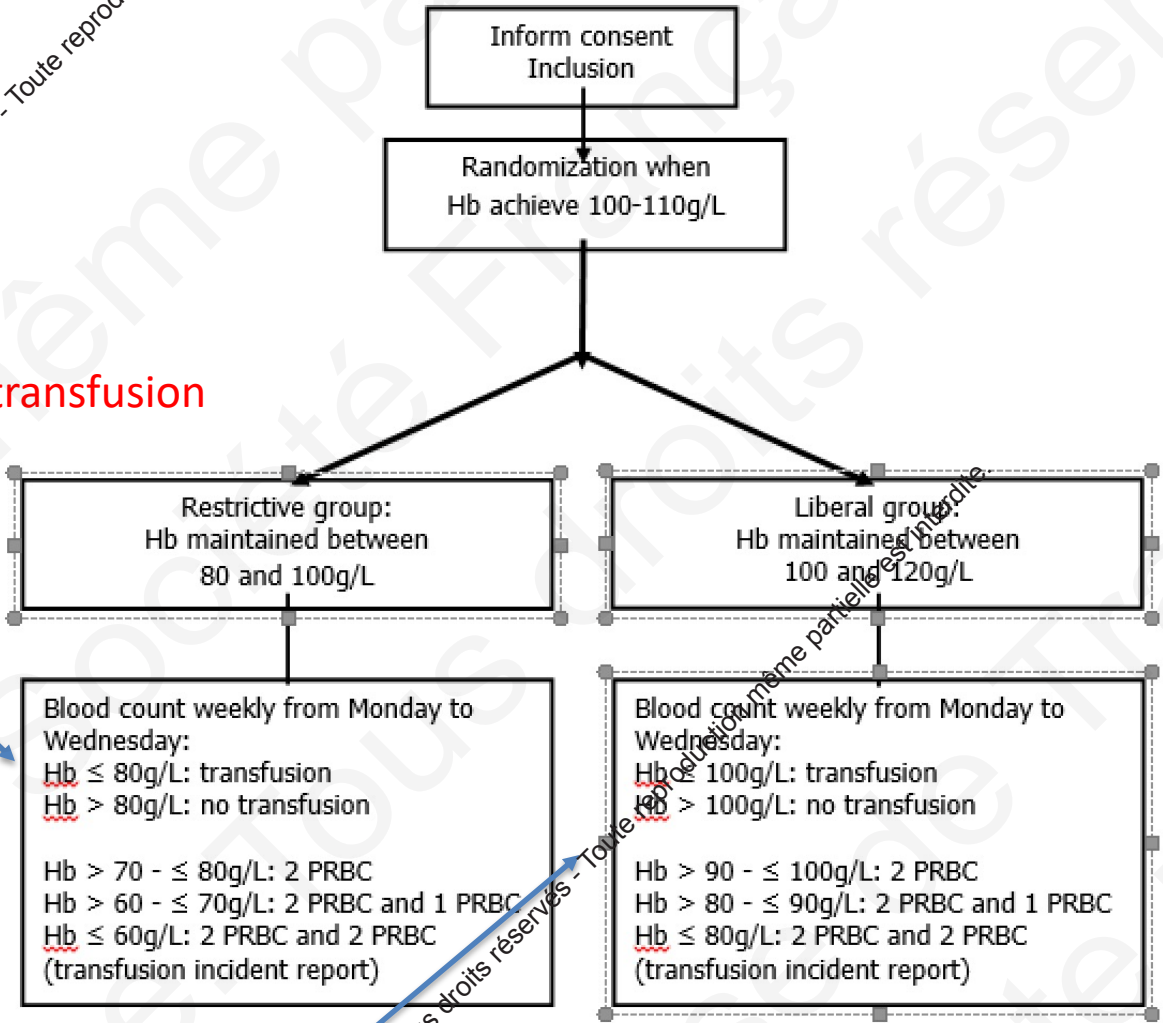 - Toute reprodu
Inform consent
Inclusion
Randomization when
Hb achieve 100-110g/L
transfusion
Restrictive group:
Hb maintained between
80 and 100g/L
Liberal group:
Hb maintained between
100 and 120g/L
Blood count weekly from Monday to
Wednesday:
Hb ≤ 80g/L: transfusion
Hb > 80g/L: no transfusion
Hb > 70 - ≤ 80g/L: 2 PRBC
Hb > 60 - ≤ 70g/L: 2 PRBC and 1 PRBC
Hb ≤ 60g/L: 2 PRBC and 2 PRBC
(transfusion incident report)
Blood count weekly from Monday to
Wednesday:
Hb ≤ 100g/L: transfusion
Hb > 100g/L: no transfusion
Hb > 90 - ≤ 100g/L: 2 PRBC
Hb > 80 - ≤ 90g/L: 2 PRBC and 1 PRBC
Hb ≤ 80g/L: 2 PRBC and 2 PRBC
(transfusion incident report)
s droits réservés - Toute reproduction même partielle est interdite.